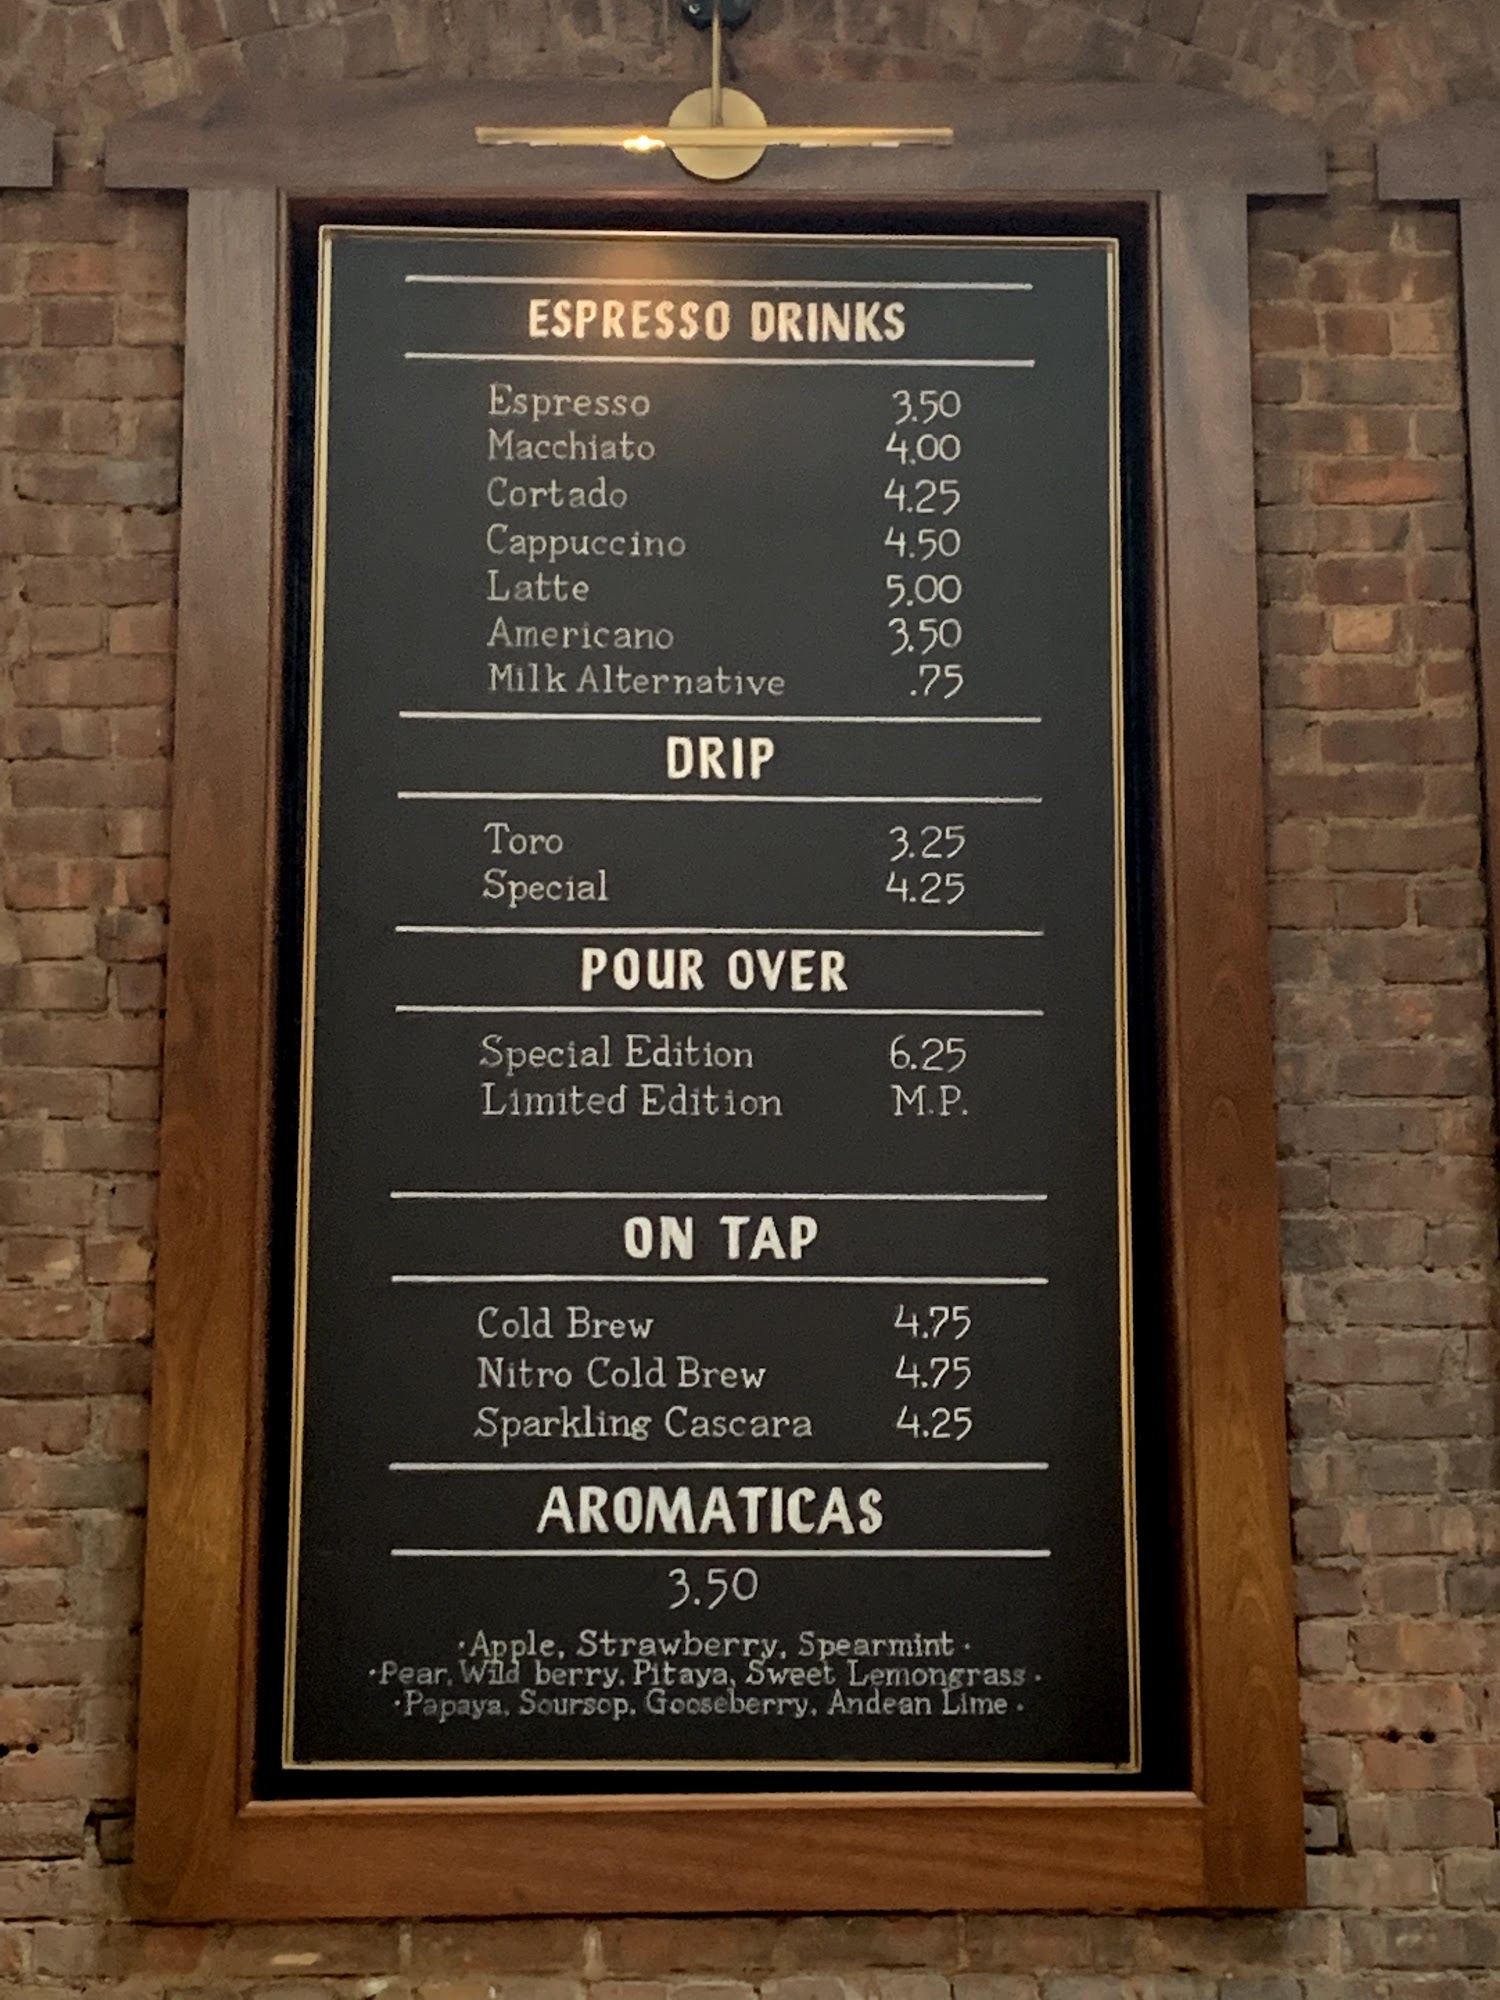 ESPRESSO DRINKS
Espresso 3.50
Macchiato 4.00
Cortado 4.25
Cappuccino 4.50
Latte 5.00
Americano 3.50
Milk Alternative .75
DRIP
Toro 3.25
Special 4.25
POUR OVER
Special Edition 6.25
Limited Edition M.P.
ON TAP
Cold Brew 4.75
Nitro Cold Brew 4.75
Sparkling Cascara 4.25
AROMATICAS
3.50
·Apple, Strawberry, Spearmint·
·Pear, Wild berry, Pitaya, Sweet Lemongrass·
·Papaya, Soursop, Gooseberry, Andean Lime·